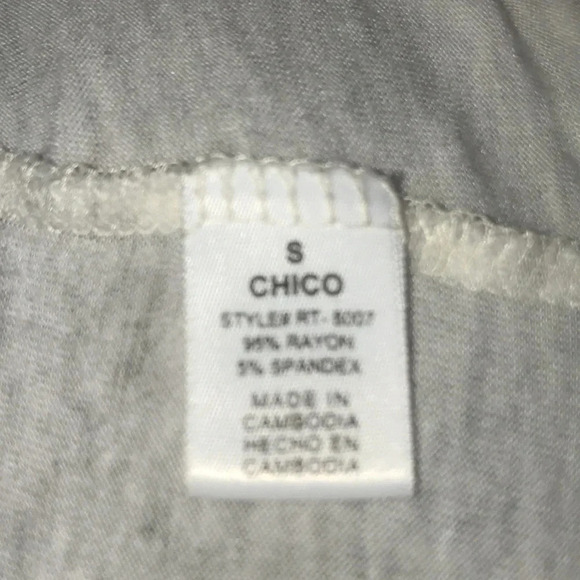 S
CHICO
STYLE# RT- 5007
95% RAYON
5% SPANDEX
MADE IN
CAMBODIA
HECHO EN
CAMBODIA